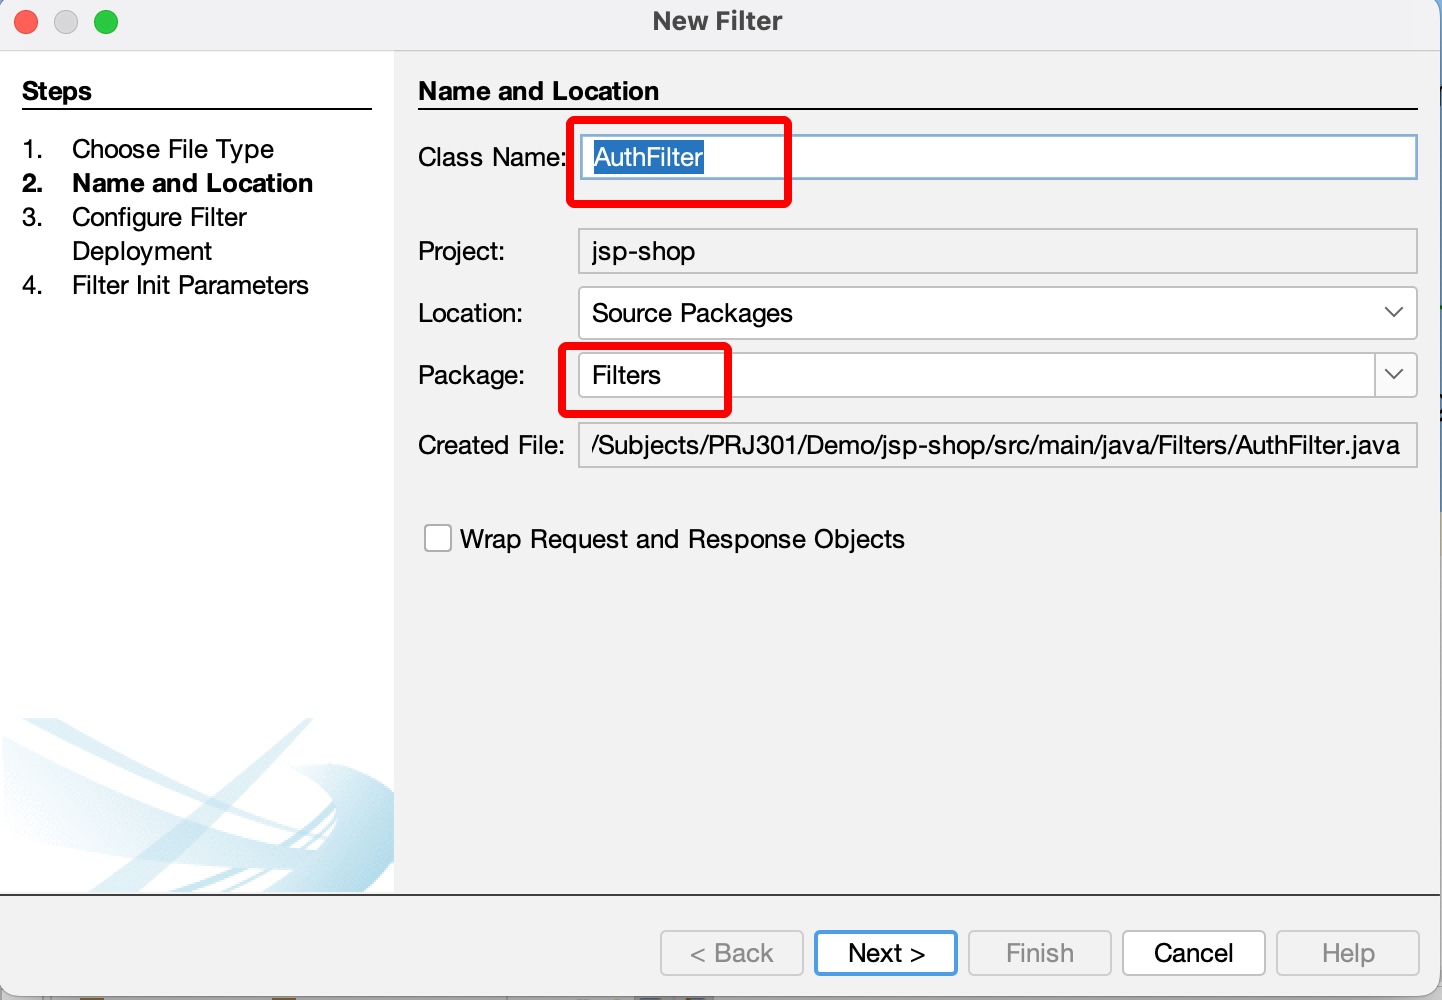 New Filter
Steps
1. Choose File Type
2. Name and Location
3. Configure Filter
Deployment
4. Filter Init Parameters
Name and Location
Class Name: AuthFilter
Project: jsp-shop
Location: Source Packages
Package: Filters
Created File: /Subjects/PRJ301/Demo/jsp-shop/src/main/java/Filters/AuthFilter.java
Wrap Request and Response Objects
< Back Next > Finish Cancel Help